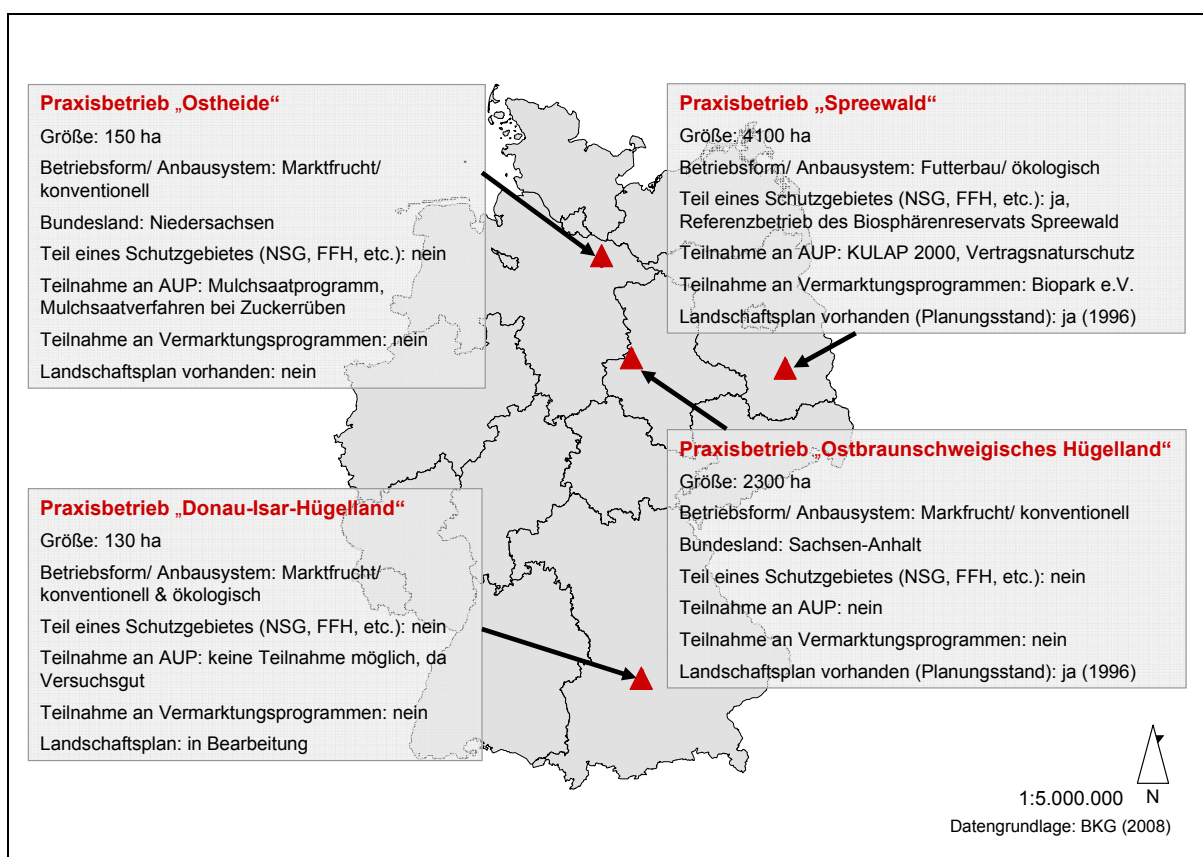 Praxisbetrieb „Ostheide“
Größe: 150 ha
Betriebsform/ Anbausystem: Marktfrucht/
konventionell
Bundesland: Niedersachsen
Teil eines Schutzgebietes (NSG, FFH, etc.): nein
Teilnahme an AUP: Mulchsaatprogramm,
Mulchsaatverfahren bei Zuckerrüben
Teilnahme an Vermarktungsprogrammen: nein
Landschaftsplan vorhanden: nein
Praxisbetrieb „Spreewald“
Größe: 4100 ha
Betriebsform/ Anbausystem: Futterbau/ ökologisch
Teil eines Schutzgebietes (NSG, FFH, etc.): ja,
Referenzbetrieb des Biosphärenreservats Spreewald
Teilnahme an AUP: KULAP 2000, Vertragsnaturschutz
Teilnahme an Vermarktungsprogrammen: Biopark e.V.
Landschaftsplan vorhanden (Planungsstand): ja (1996)
Praxisbetrieb „Donau-Isar-Hügelland“
Größe: 130 ha
Betriebsform/ Anbausystem: Marktfrucht/
konventionell & ökologisch
Teil eines Schutzgebietes (NSG, FFH, etc.): nein
Teilnahme an AUP: keine Teilnahme möglich, da
Versuchsgut
Teilnahme an Vermarktungsprogrammen: nein
Landschaftsplan: in Bearbeitung
Praxisbetrieb „Ostbraunschweigisches Hügelland“
Größe: 2300 ha
Betriebsform/ Anbausystem: Markfrucht/ konventionell
Bundesland: Sachsen-Anhalt
Teil eines Schutzgebietes (NSG, FFH, etc.): nein
Teilnahme an AUP: nein
Teilnahme an Vermarktungsprogrammen: nein
Landschaftsplan vorhanden (Planungsstand): ja (1996)
1:5.000.000 N
Datengrundlage: BKG (2008)